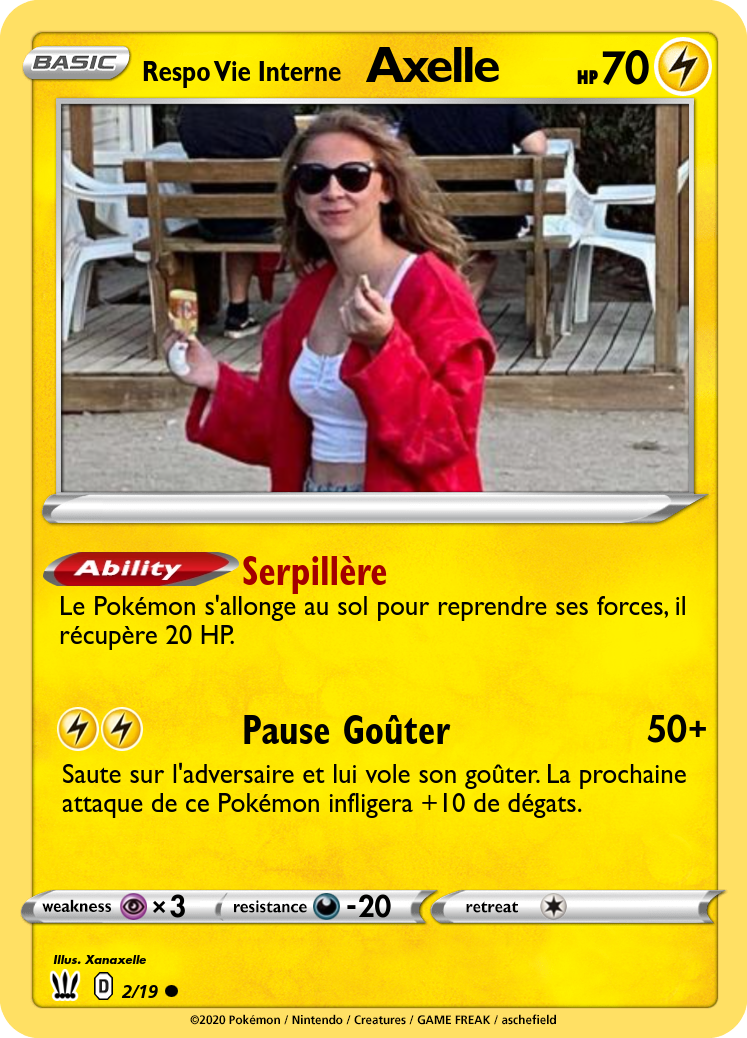 BASIC
Respo Vie Interne Axelle HP 70
Ability Serpillère
Le Pokémon s'allonge au sol pour reprendre ses forces, il
récupère 20 HP.
Pause Goûter 50+
Saute sur l'adversaire et lui vole son goûter. La prochaine
attaque de ce Pokémon infligera +10 de dégats.
weakness ×3 resistance -20 retreat
Illus. Xanaxelle
D 2/19
©2020 Pokémon / Nintendo / Creatures / GAME FREAK / aschefield